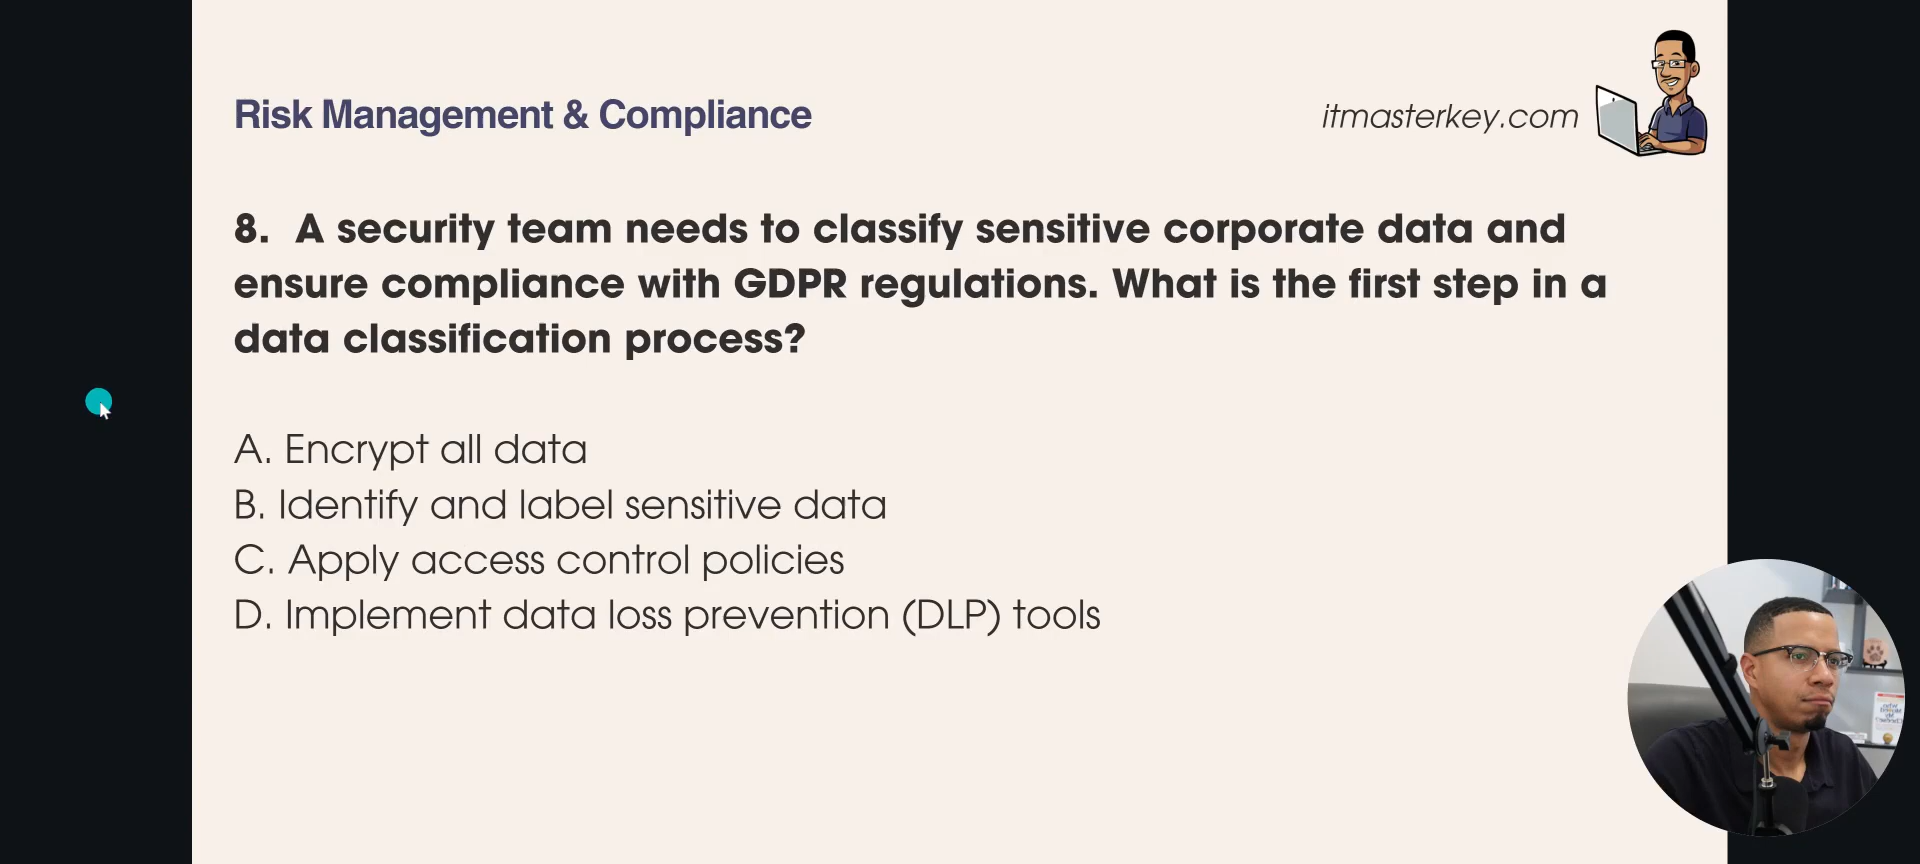 Risk Management & Compliance
itmasterkey.com
8. A security team needs to classify sensitive corporate data and
ensure compliance with GDPR regulations. What is the first step in a
data classification process?
A. Encrypt all data
B. Identify and label sensitive data
C. Apply access control policies
D. Implement data loss prevention (DLP) tools